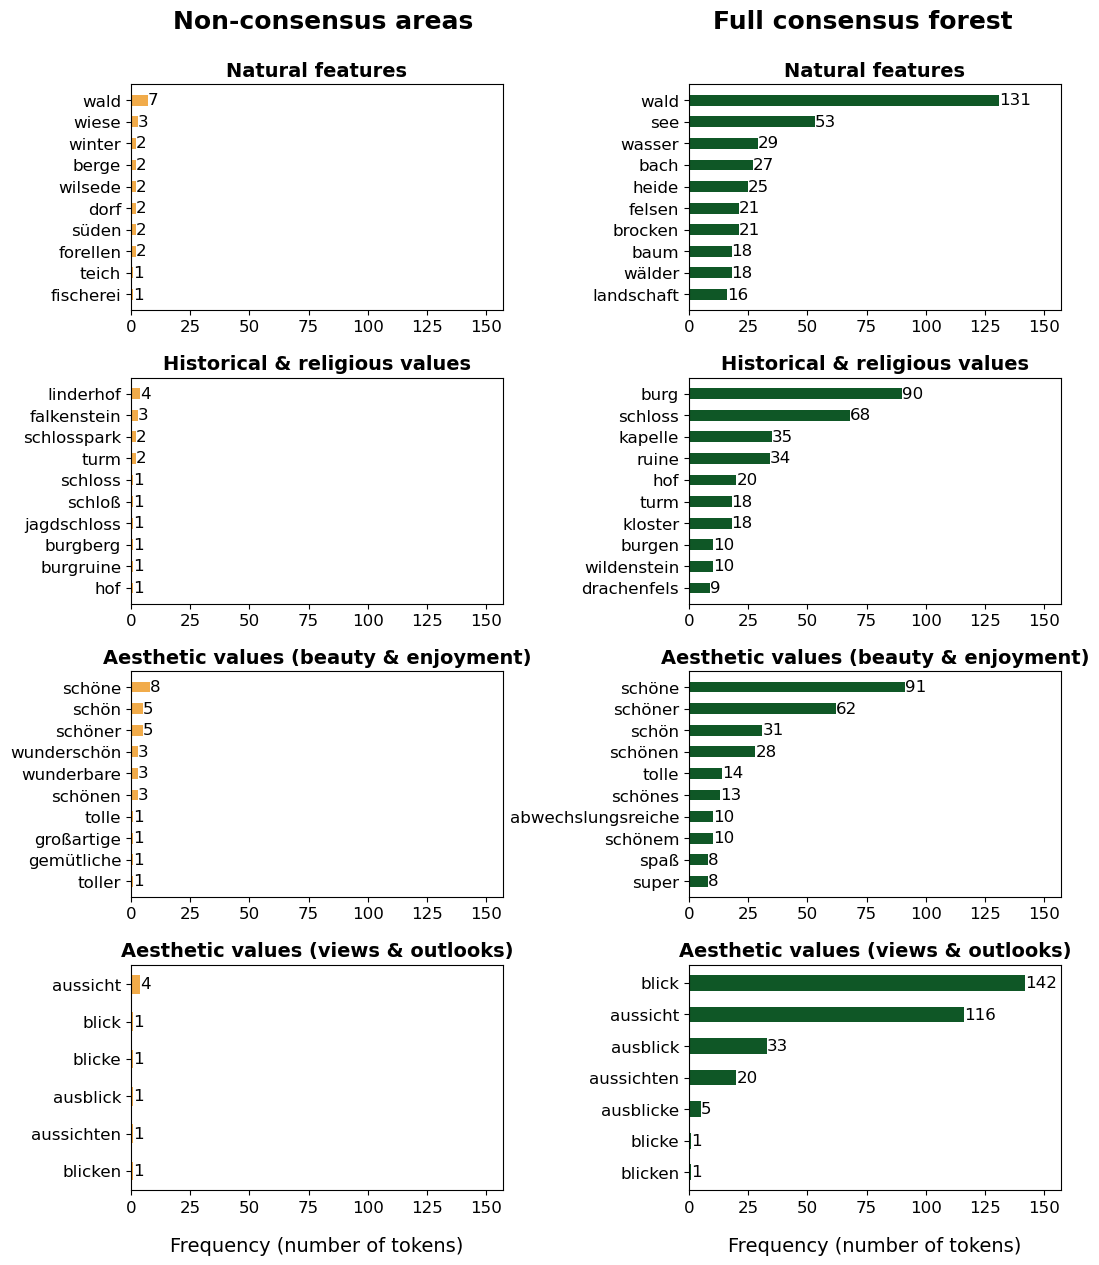 Non-consensus areas
Full consensus forest
Natural features
wald 7
wiese 3
winter 2
berge 2
wilsede 2
dorf 2
süden 2
forellen 2
teich 1
fischerei 1
0 25 50 75 100 125 150
Natural features
wald 131
see 53
wasser 29
bach 27
heide 25
felsen 21
brocken 21
baum 18
wälder 18
landschaft 16
0 25 50 75 100 125 150
Historical & religious values
linderhof 4
falkenstein 3
schlosspark 2
turm 2
schloss 1
schloß 1
jagdschloss 1
burgberg 1
burgruine 1
hof 1
0 25 50 75 100 125 150
Historical & religious values
burg 90
schloss 68
kapelle 35
ruine 34
hof 20
turm 18
kloster 18
burgen 10
wildenstein 10
drachenfels 9
0 25 50 75 100 125 150
Aesthetic values (beauty & enjoyment)
schöne 8
schön 5
schöner 5
wunderschön 3
wunderbare 3
schönen 3
tolle 1
großartige 1
gemütliche 1
toller 1
0 25 50 75 100 125 150
Aesthetic values (beauty & enjoyment)
schöne 91
schöner 62
schön 31
schönen 28
tolle 14
schönes 13
abwechslungsreiche 10
schönem 10
spaß 8
super 8
0 25 50 75 100 125 150
Aesthetic values (views & outlooks)
aussicht 4
blick 1
blicke 1
ausblick 1
aussichten 1
blicken 1
0 25 50 75 100 125 150
Frequency (number of tokens)
Aesthetic values (views & outlooks)
blick 142
aussicht 116
ausblick 33
aussichten 20
ausblicke 5
blicke 1
blicken 1
0 25 50 75 100 125 150
Frequency (number of tokens)